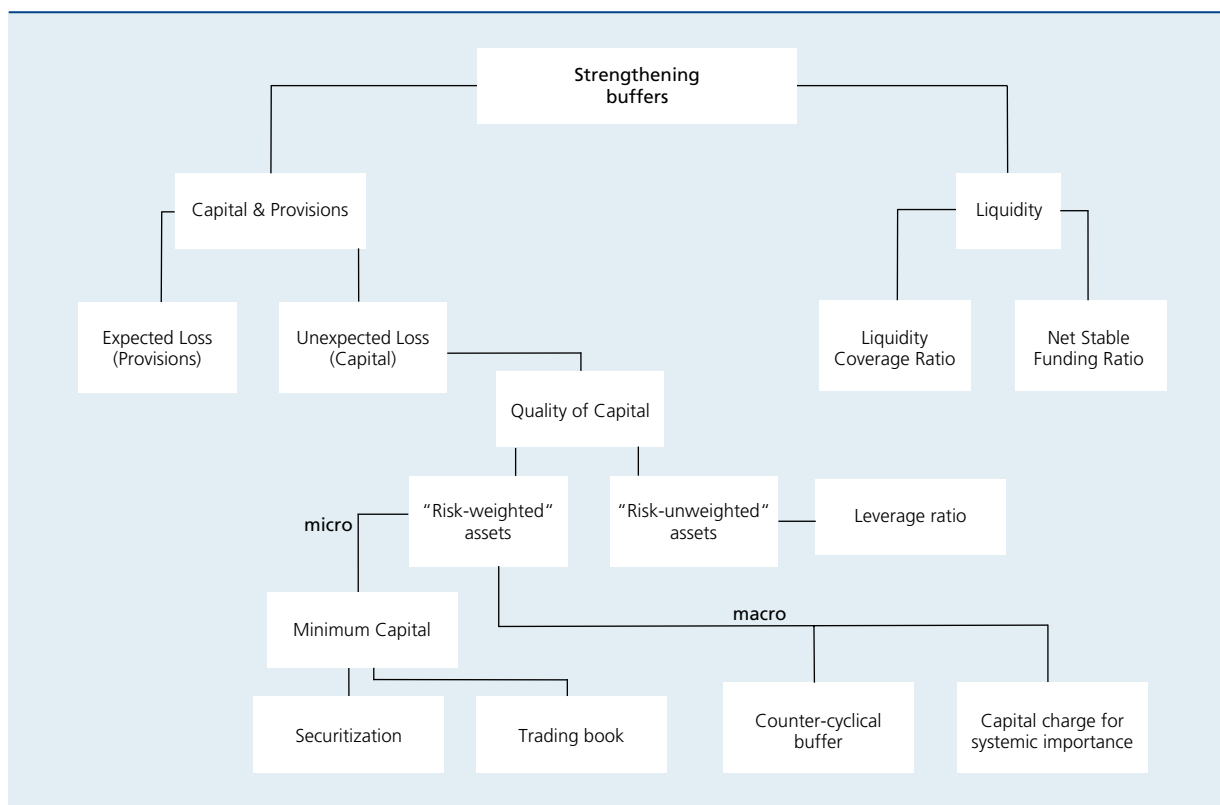 Strengthening
buffers
Capital & Provisions
Liquidity
Expected Loss
(Provisions)
Unexpected Loss
(Capital)
Liquidity
Coverage Ratio
Net Stable
Funding Ratio
Quality of Capital
micro
“Risk-weighted“
assets
“Risk-unweighted“
assets
Leverage ratio
Minimum Capital
macro
Securitization
Trading book
Counter-cyclical
buffer
Capital charge for
systemic importance